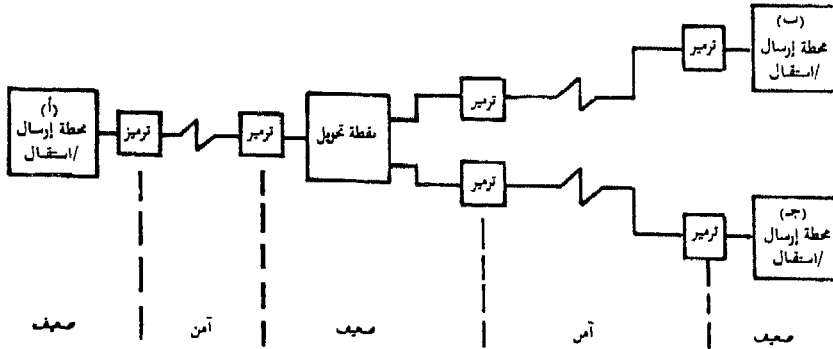 (أ)
محطة إرسال
/استقبال
ترميز
ترميز
نقطة تحويل
ترميز
ترميز
(ب)
محطة إرسال
/استقبال
ترميز
ترميز
(جـ)
محطة إرسال
/استقبال
ضعيف
آمن
ضعيف
آمن
ضعيف